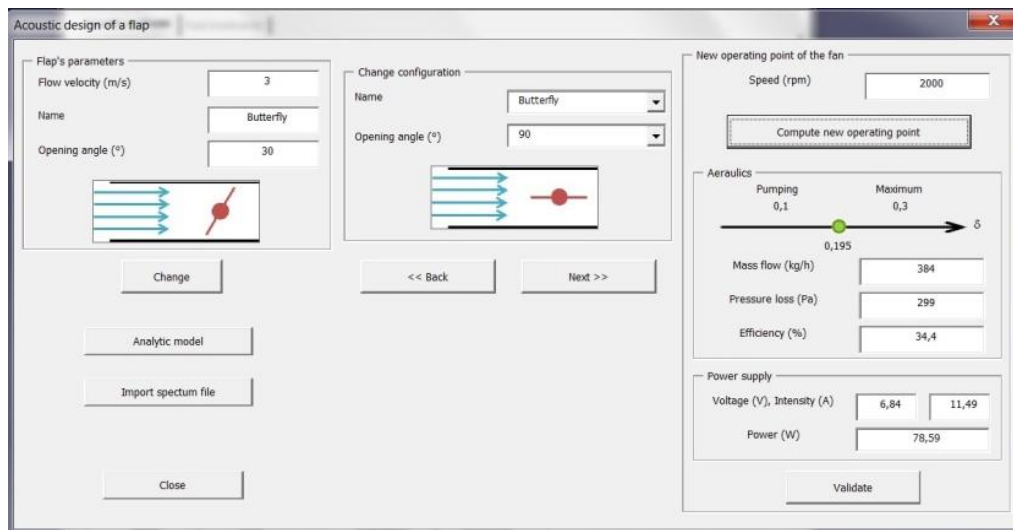 Acoustic design of a flap
X
Flap's parameters
Flow velocity (m/s) 3
Name Butterfly
Opening angle (º) 30
Change
Analytic model
Import spectum file
Close
Change configuration
Name Butterfly
Opening angle (º) 90
<< Back Next >>
New operating point of the fan
Speed (rpm) 2000
Compute new operating point
Aeraulics
Pumping Maximum
0,1 0,3
δ
0,195
Mass flow (kg/h) 384
Pressure loss (Pa) 299
Efficiency (%) 34,4
Power supply
Voltage (V), Intensity (A) 6,84 11,49
Power (W) 78,59
Validate